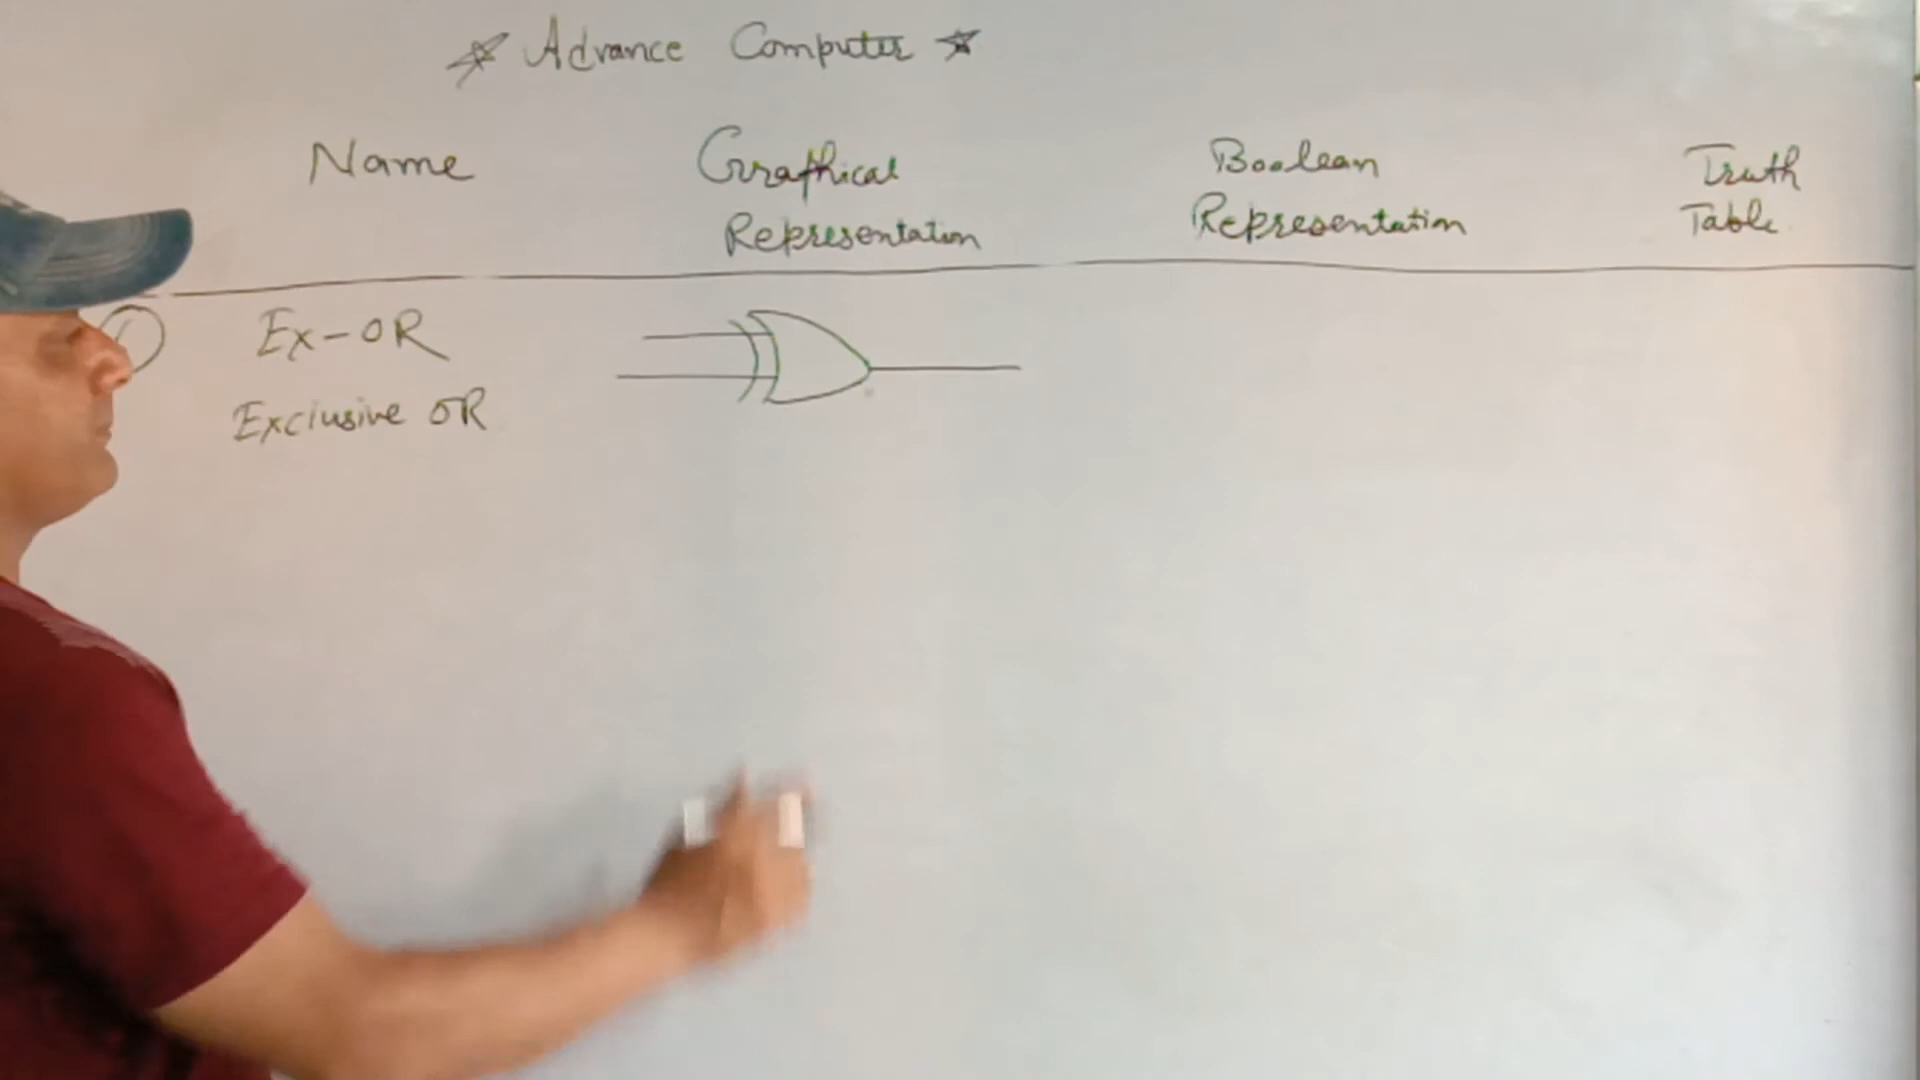 Advance Computer
Name
Graphical
Representation
Boolean
Representation
Truth
Table
Ex-OR
Exclusive OR